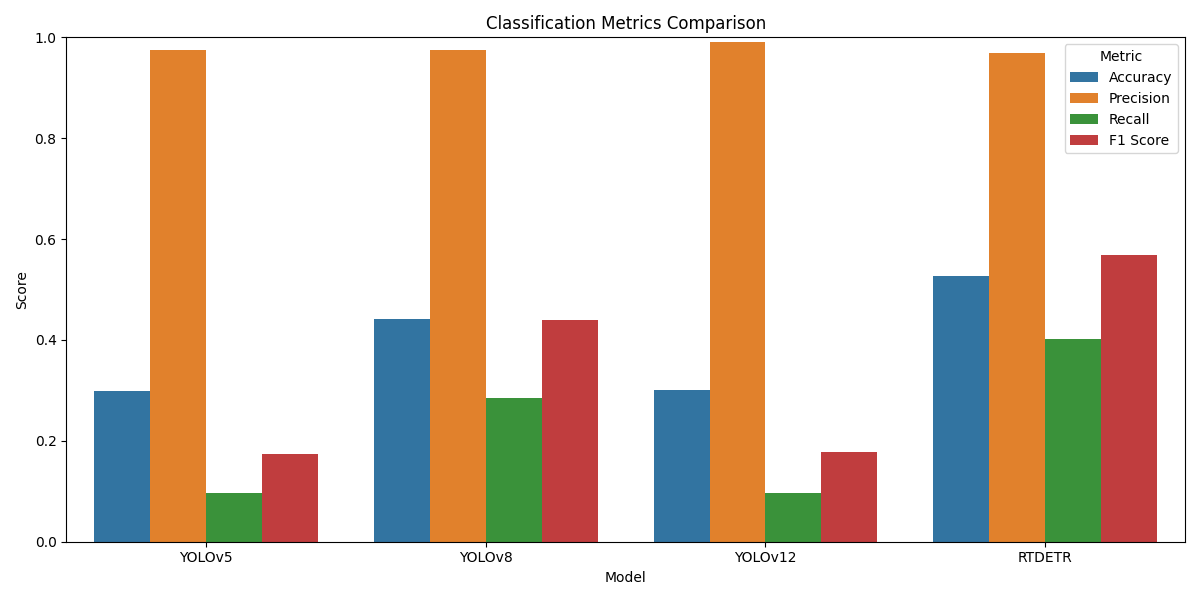 Classification Metrics Comparison
Metric
Accuracy
Precision
Recall
F1 Score
Score
1.0
0.8
0.6
0.4
0.2
0.0
YOLOv5 YOLOv8 YOLOv12 RTDETR
Model